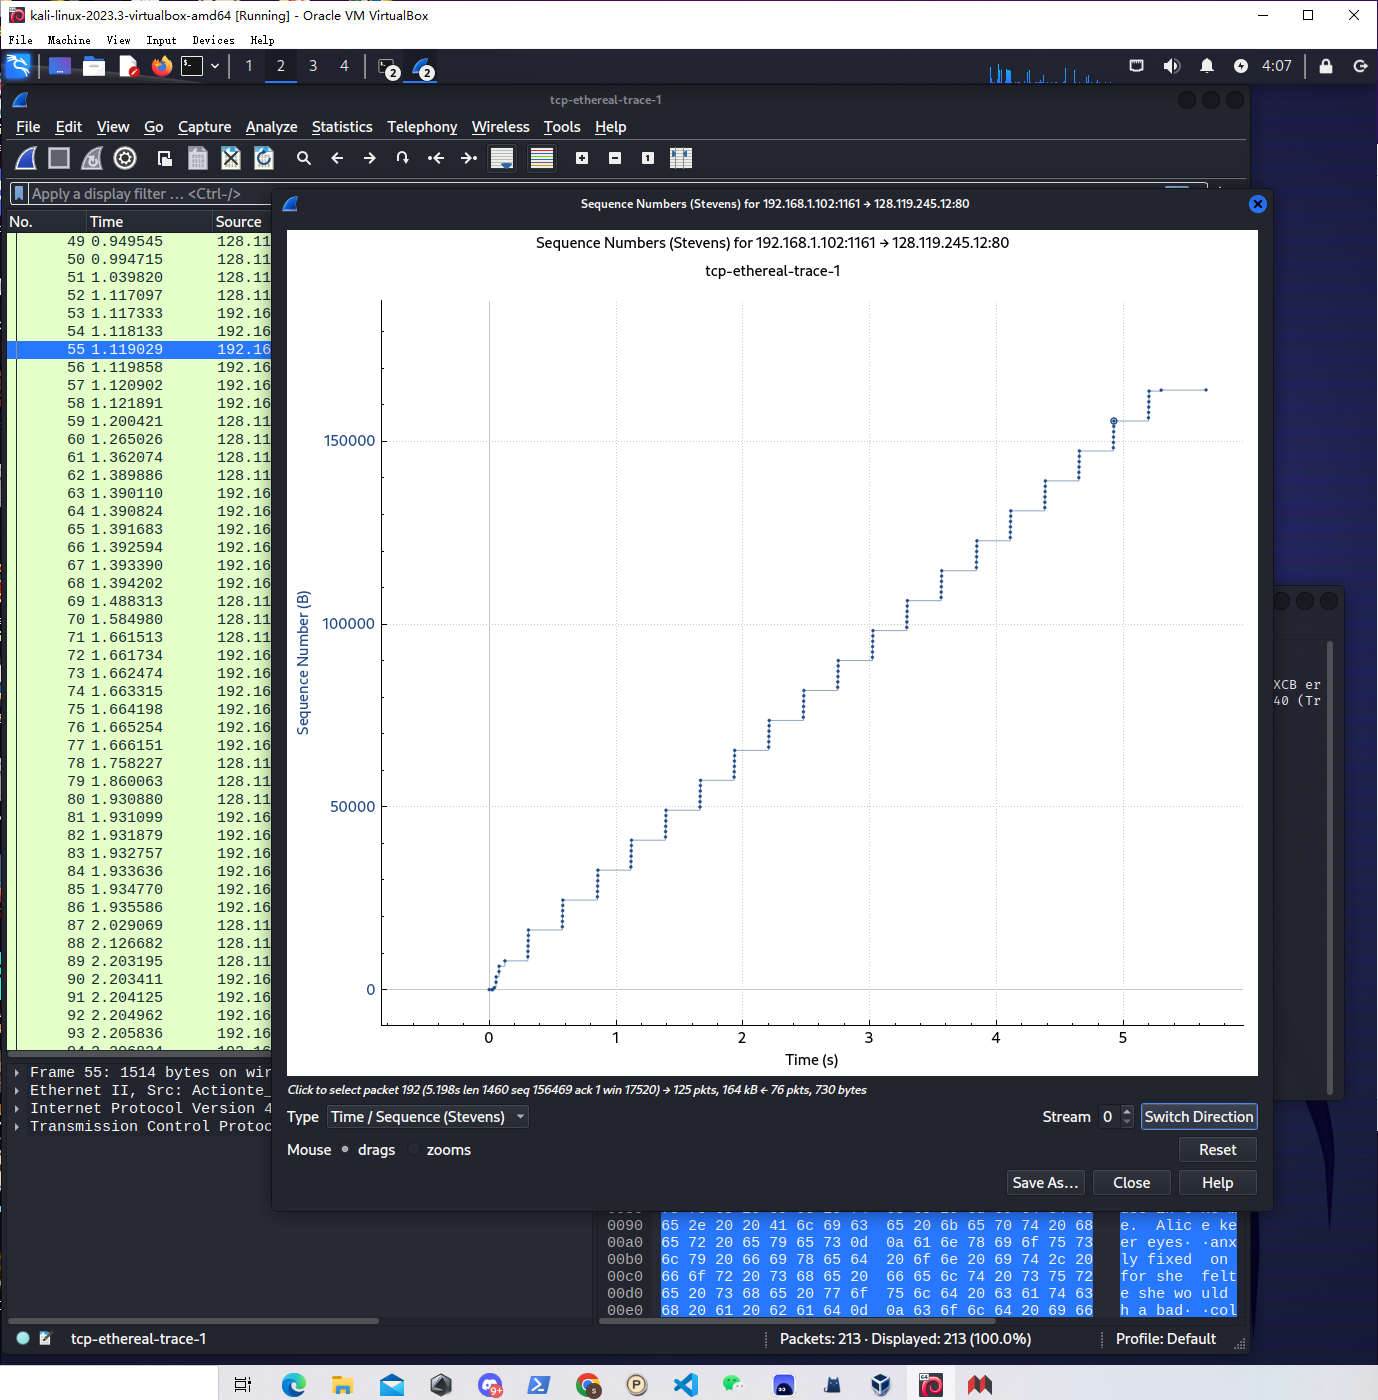 kali-linux-2023.3-virtualbox-amd64 [Running] - Oracle VM VirtualBox
File Machine View Input Devices Help
1 2 3 4 2 2 4:07
tcp-ethereal-trace-1
File Edit View Go Capture Analyze Statistics Telephony Wireless Tools Help
Apply a display filter ... <Ctrl-/>
No. Time Source
49 0.949545 128.11
50 0.994715 128.11
51 1.039820 128.11
52 1.117097 128.11
53 1.117333 192.16
54 1.118133 192.16
55 1.119029 192.16
56 1.119858 192.16
57 1.120902 192.16
58 1.121891 192.16
59 1.200421 128.11
60 1.265026 128.11
61 1.362074 128.11
62 1.389886 128.11
63 1.390110 192.16
64 1.390824 192.16
65 1.391683 192.16
66 1.392594 192.16
67 1.393390 192.16
68 1.394202 192.16
69 1.488313 128.11
70 1.584980 128.11
71 1.661513 128.11
72 1.661734 192.16
73 1.662474 192.16
74 1.663315 192.16
75 1.664198 192.16
76 1.665254 192.16
77 1.666151 192.16
78 1.758227 128.11
79 1.860063 128.11
80 1.930880 128.11
81 1.931099 192.16
82 1.931879 192.16
83 1.932757 192.16
84 1.933636 192.16
85 1.934770 192.16
86 1.935586 192.16
87 2.029069 128.11
88 2.126682 128.11
89 2.203195 128.11
90 2.203411 192.16
91 2.204125 192.16
92 2.204962 192.16
93 2.205836 192.16
Frame 55: 1514 bytes on wir
Ethernet II, Src: Actionte_
Internet Protocol Version 4
Transmission Control Protoc
Sequence Numbers (Stevens) for 192.168.1.102:1161 → 128.119.245.12:80
Sequence Numbers (Stevens) for 192.168.1.102:1161 → 128.119.245.12:80
tcp-ethereal-trace-1
Sequence Number (B)
150000
100000
50000
0
0 1 2 3 4 5
Time (s)
Click to select packet 192 (5.198s len 1460 seq 156469 ack 1 win 17520) → 125 pkts, 164 kB ← 76 pkts, 730 bytes
Type Time / Sequence (Stevens) Stream 0 Switch Direction
Mouse drags zooms Reset
Save As... Close Help
XCB er
40 (Tr
0090 65 2e 20 20 41 6c 69 63 65 20 6b 65 70 74 20 68 e. Alic e ke
00a0 65 72 20 65 79 65 73 0d 0a 61 6e 78 69 6f 75 73 er eyes· ·anx
00b0 6c 79 20 66 69 78 65 64 20 6f 6e 20 69 74 2c 20 ly fixed on
00c0 66 6f 72 20 73 68 65 20 66 65 6c 74 20 73 75 72 for she felt
00d0 65 20 73 68 65 20 77 6f 75 6c 64 20 63 61 74 63 e she wo uld
00e0 68 20 61 20 62 61 64 0d 0a 63 6f 6c 64 20 69 66 h a bad· ·col
tcp-ethereal-trace-1 Packets: 213 · Displayed: 213 (100.0%) Profile: Default
9+